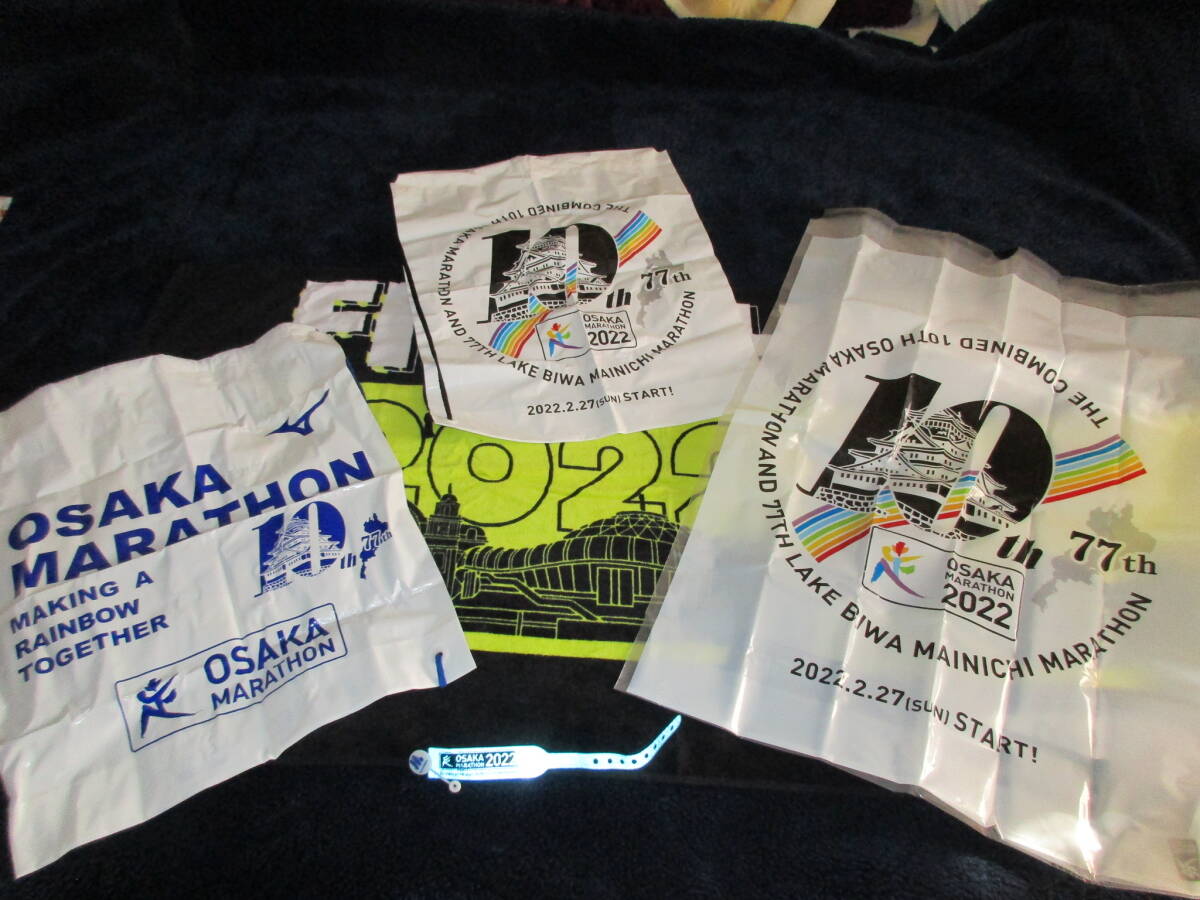 THE COMBINED 10TH OSAKA MARATHON AND 77TH LAKE BIWA MAINICHI MARATHON
10th
77th
OSAKA
MARATHON
2022
2022.2.27(SUN) START!
THE COMBINED 10TH OSAKA MARATHON AND 77TH LAKE BIWA MAINICHI MARATHON
10th
77th
OSAKA
MARATHON
2022
2022.2.27(SUN) START!
OSAKA
MARATHON
MAKING A
RAINBOW
TOGETHER
10th
77th
OSAKA
MARATHON
2022
OSAKA
MARATHON
2022